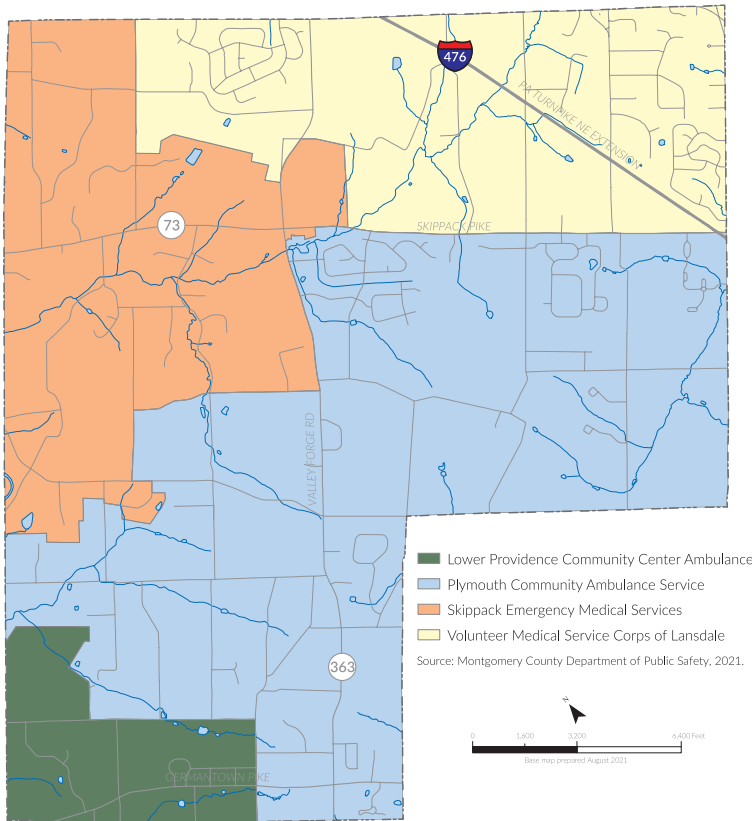 476
PA TURNPIKE NE EXTENSION
73
SKIPPACK PIKE
VALLEY FORGE RD
Lower Providence Community Center Ambulance
Plymouth Community Ambulance Service
Skippack Emergency Medical Services
Volunteer Medical Service Corps of Lansdale
Source: Montgomery County Department of Public Safety, 2021.
363
N
0 1,600 3,200 6,400 Feet
Base map prepared August 2021
GERMANTOWN PIKE